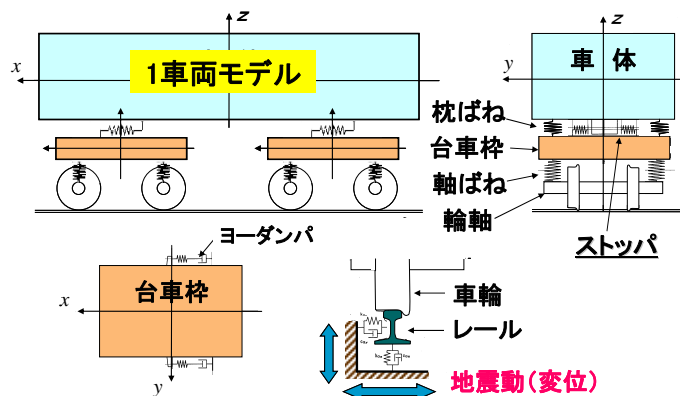 z
x
1車両モデル
z
y
車 体
枕ばね
台車枠
軸ばね
輪軸
ストッパ
ヨーダンパ
台車枠
x
y
車輪
レール
地震動(変位)